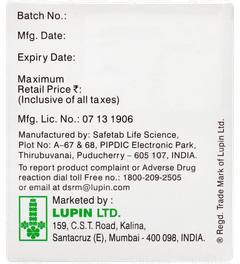 Batch No.:
Mfg. Date:
Expiry Date:
Maximum
Retail Price ₹:
(Inclusive of all taxes)
Mfg. Lic. No.: 07 13 1906
Manufactured by: Safetab Life Science,
Plot No: A-67 & 68, PIPDIC Electronic Park,
Thirubuvanai, Puducherry - 605 107, INDIA.
To report product complaint or Adverse Drug
reaction dial toll Free no.: 1800-209-2505
or email at dsrm@lupin.com
Marketed by :
LUPIN LTD.
159, C.S.T. Road, Kalina,
Santacruz (E), Mumbai - 400 098, INDIA.
® Regd. Trade Mark of Lupin Ltd.